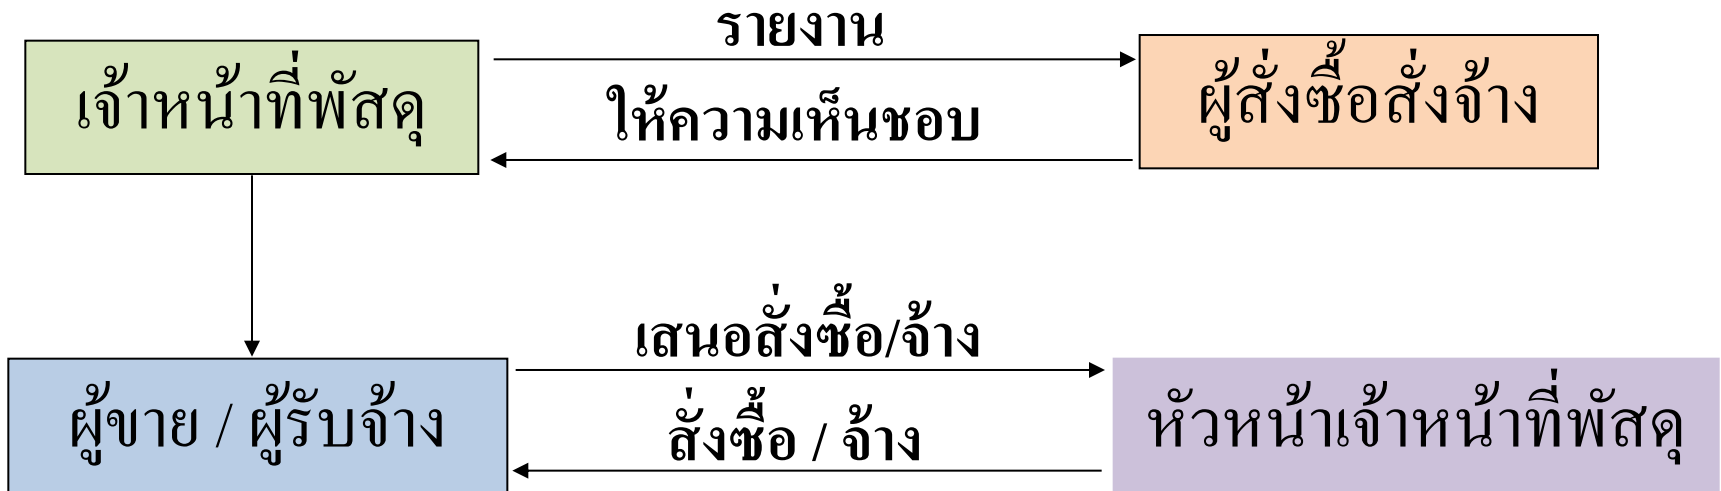 รายงาน
เจ้าหน้าที่พัสดุ
ผู้สั่งซื้อสั่งจ้าง
ให้ความเห็นชอบ
เสนอสั่งซื้อ/จ้าง
ผู้ขาย / ผู้รับจ้าง
หัวหน้าเจ้าหน้าที่พัสดุ
สั่งซื้อ / จ้าง